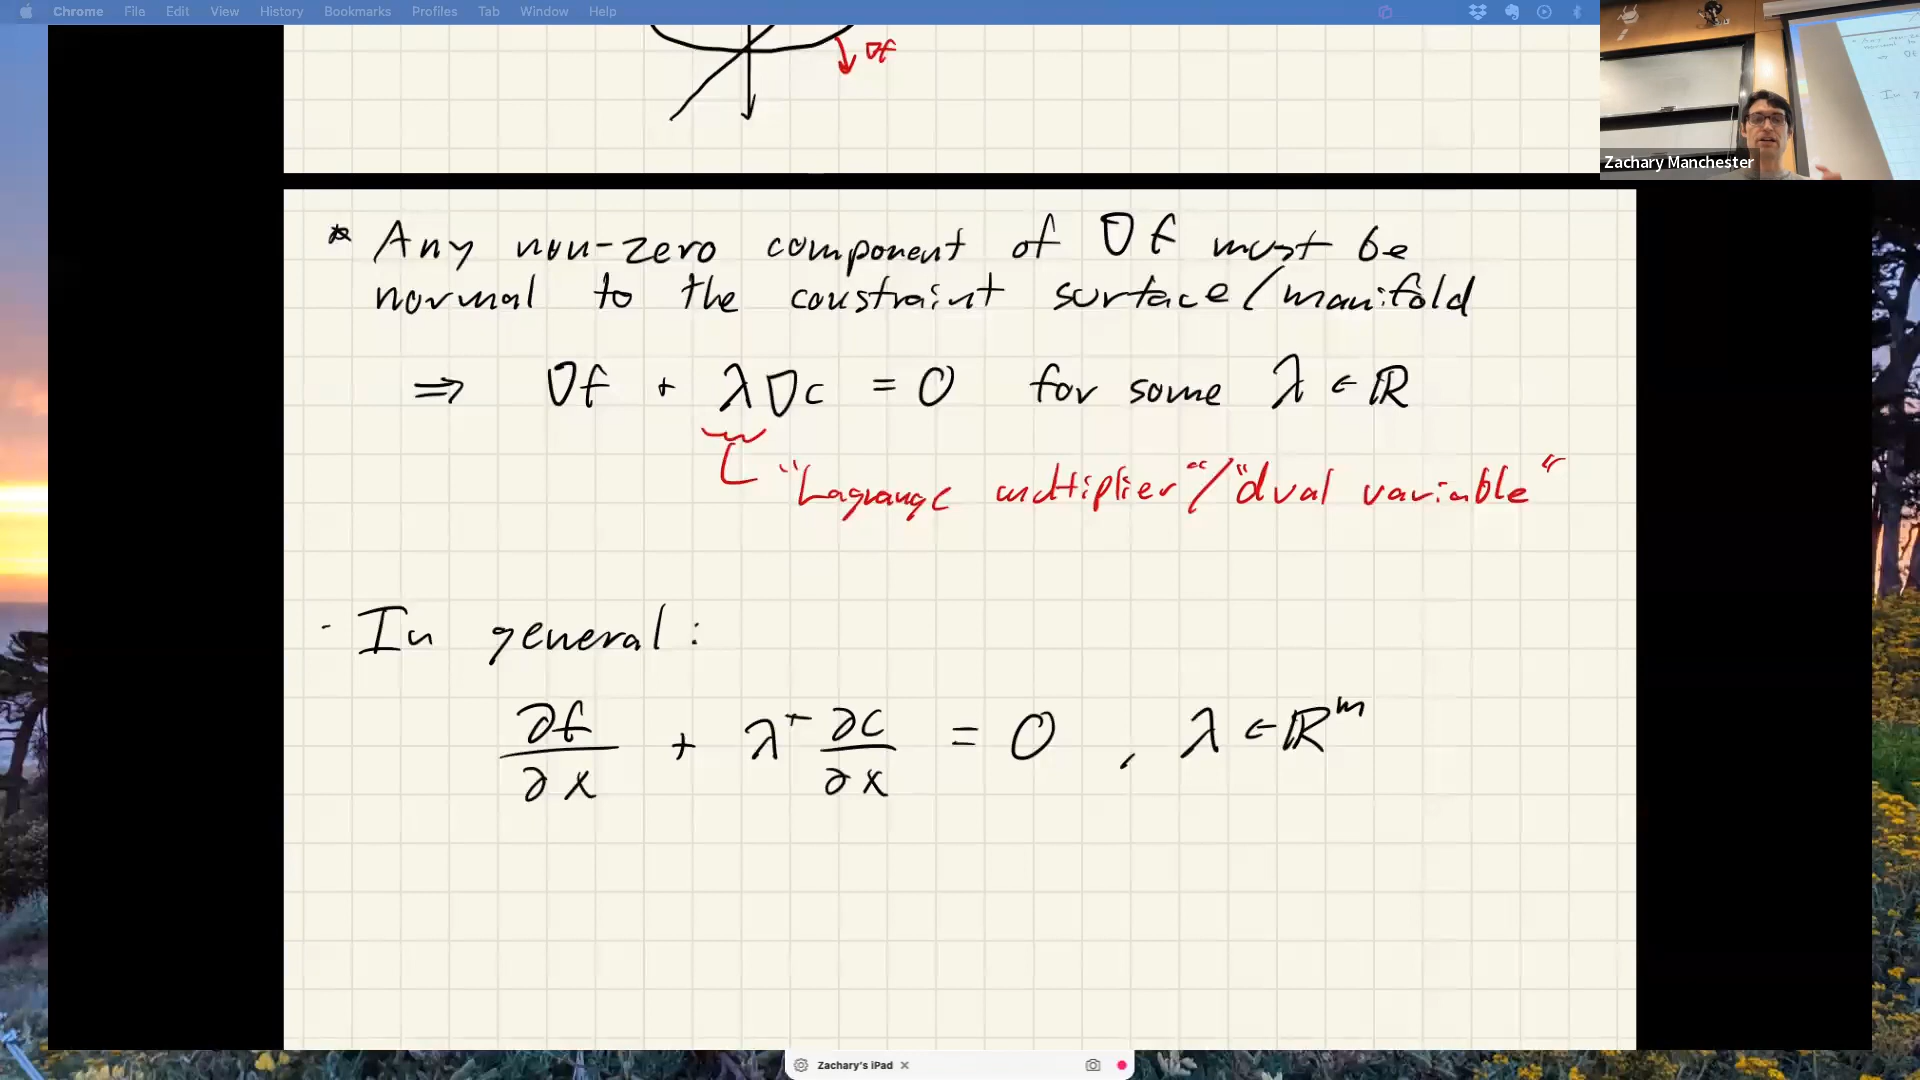 Chrome File Edit View History Bookmarks Profiles Tab Window Help
∇f
Zachary Manchester
* Any non-zero component of ∇f must be
normal to the constraint surface/manifold
⇒ ∇f + λ∇c = 0 for some λ ∈ ℝ
"Lagrange multiplier"/"dual variable"
- In general:
∂f/∂x + λᵀ ∂c/∂x = 0 , λ ∈ ℝᵐ
Zachary's iPad